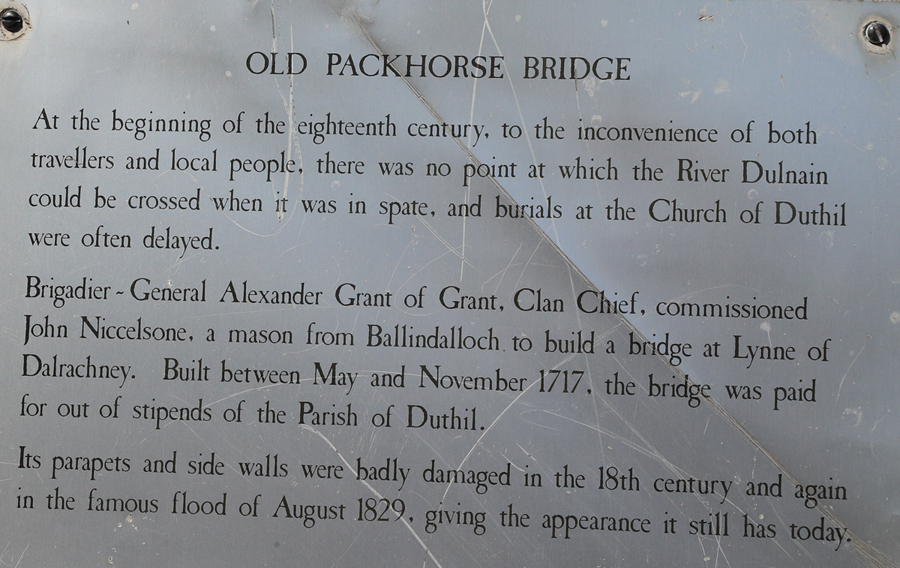 OLD PACKHORSE BRIDGE
At the beginning of the eighteenth century, to the inconvenience of both
travellers and local people, there was no point at which the River Dulnain
could be crossed when it was in spate, and burials at the Church of Duthil
were often delayed.
Brigadier - General Alexander Grant of Grant, Clan Chief, commissioned
John Niccelsone, a mason from Ballindalloch to build a bridge at Lynne of
Dalrachney. Built between May and November 1717, the bridge was paid
for out of stipends of the Parish of Duthil.
Its parapets and side walls were badly damaged in the 18th century and again
in the famous flood of August 1829, giving the appearance it still has today.